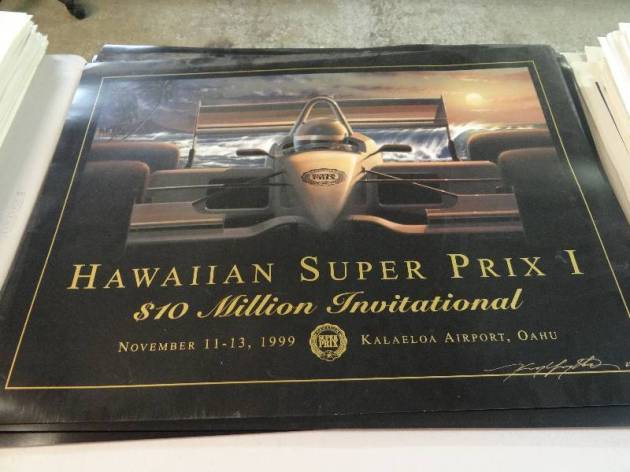 HAWAIIAN SUPER PRIX I
$10 Million Invitational
NOVEMBER 11-13, 1999 KALAELOA AIRPORT, OAHU